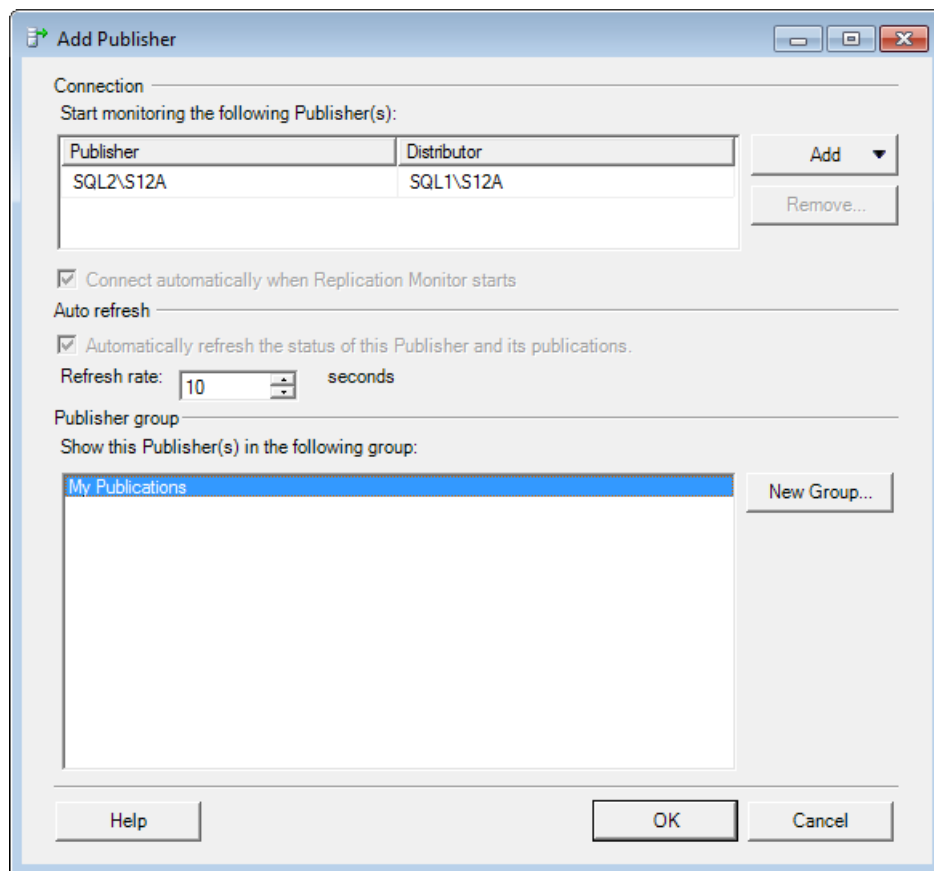 Add Publisher
Connection
Start monitoring the following Publisher(s):
Publisher Distributor
SQL2\S12A SQL1\S12A
Add
Remove...
Connect automatically when Replication Monitor starts
Auto refresh
Automatically refresh the status of this Publisher and its publications.
Refresh rate: 10 seconds
Publisher group
Show this Publisher(s) in the following group:
My Publications
New Group...
Help OK Cancel